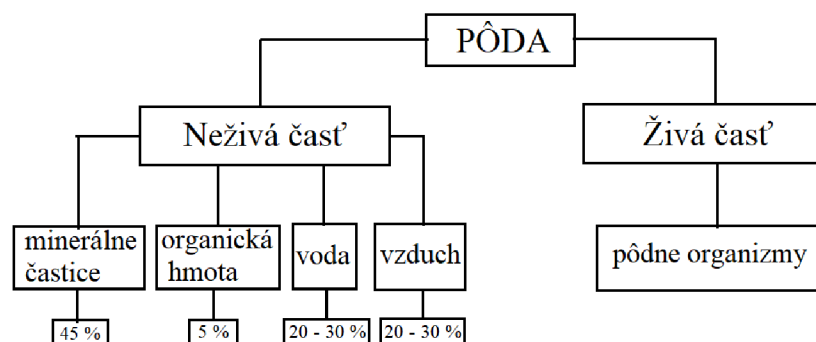 PÔDA
Neživá časť
Živá časť
minerálne
častice
organická
hmota
voda
vzduch
pôdne organizmy
45 %
5 %
20 - 30 %
20 - 30 %